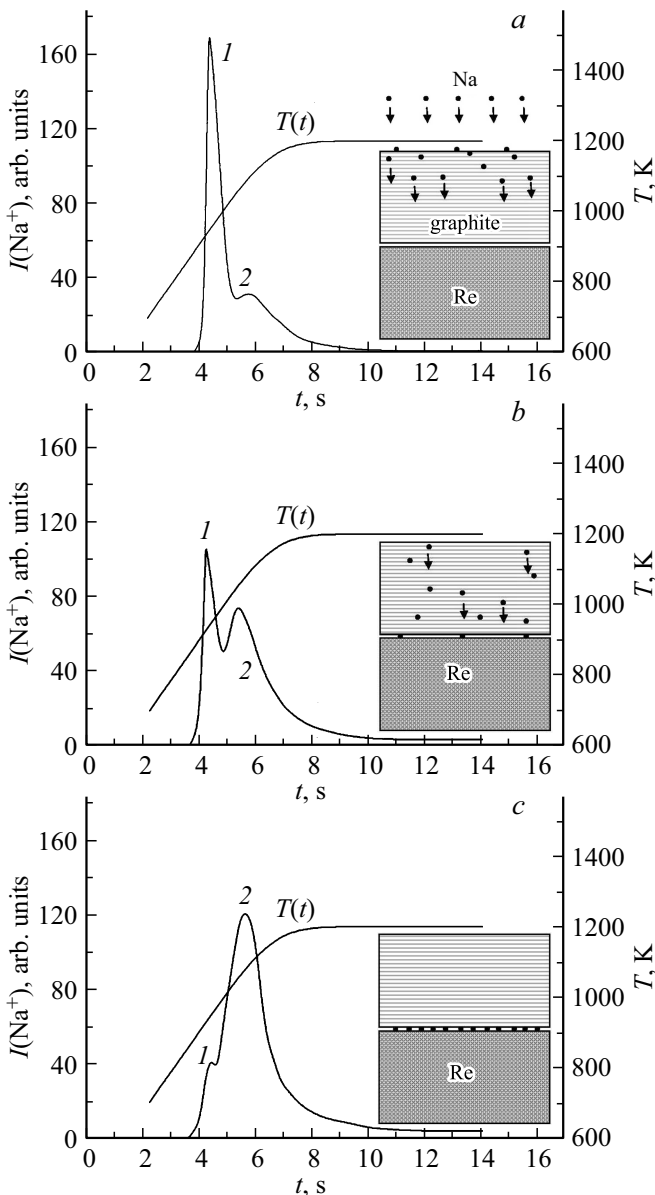 a
I(Na+), arb. units
160
120
80
40
0
1
2
T(t)
Na
graphite
Re
1400
1200
1000
800
600
T, K
0 2 4 6 8 10 12 14 16
t, s
b
I(Na+), arb. units
160
120
80
40
0
1
2
T(t)
Re
1400
1200
1000
800
600
T, K
0 2 4 6 8 10 12 14 16
t, s
c
I(Na+), arb. units
160
120
80
40
0
1
2
T(t)
Re
1400
1200
1000
800
600
T, K
0 2 4 6 8 10 12 14 16
t, s